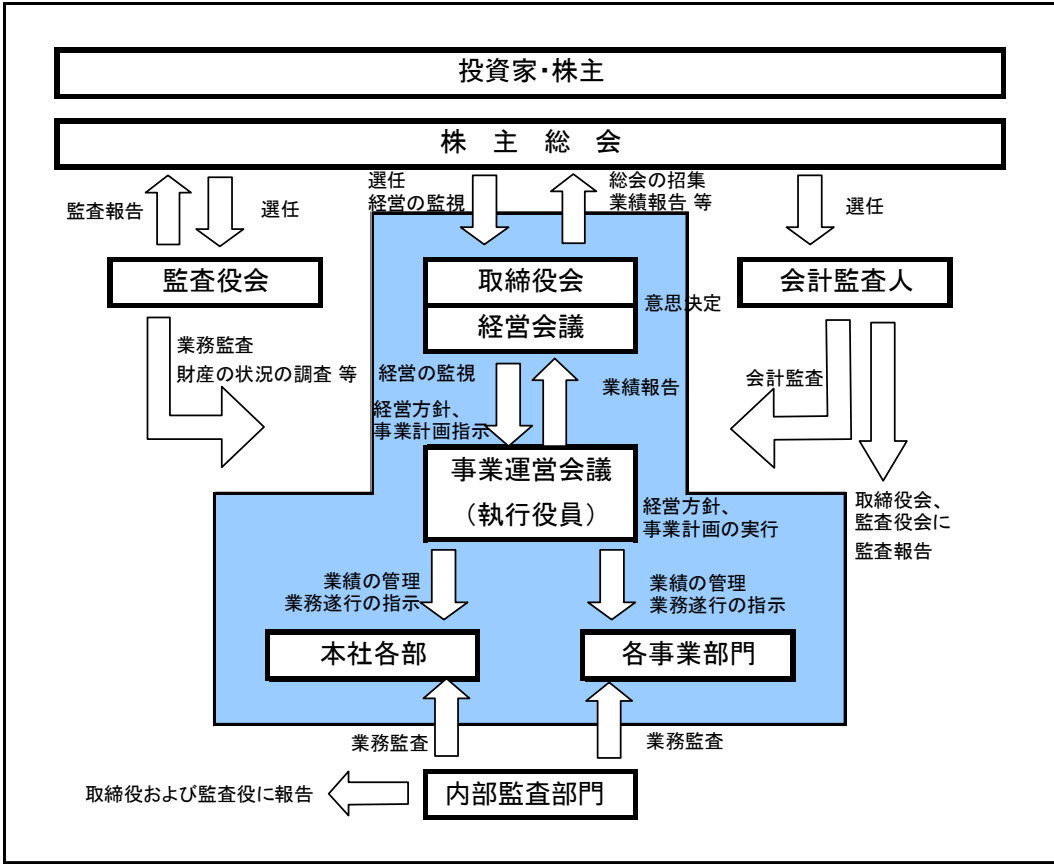 投資家・株主
株 主 総 会
監査報告
選任
選任
経営の監視
総会の招集
業績報告 等
選任
監査役会
取締役会
経営会議
意思決定
会計監査人
業務監査
財産の状況の調査 等
経営の監視
業績報告
会計監査
経営方針、
事業計画指示
事業運営会議
（執行役員）
経営方針、
事業計画の実行
取締役会、
監査役会に
監査報告
業績の管理
業務遂行の指示
業績の管理
業務遂行の指示
本社各部
各事業部門
業務監査
業務監査
取締役および監査役に報告
内部監査部門